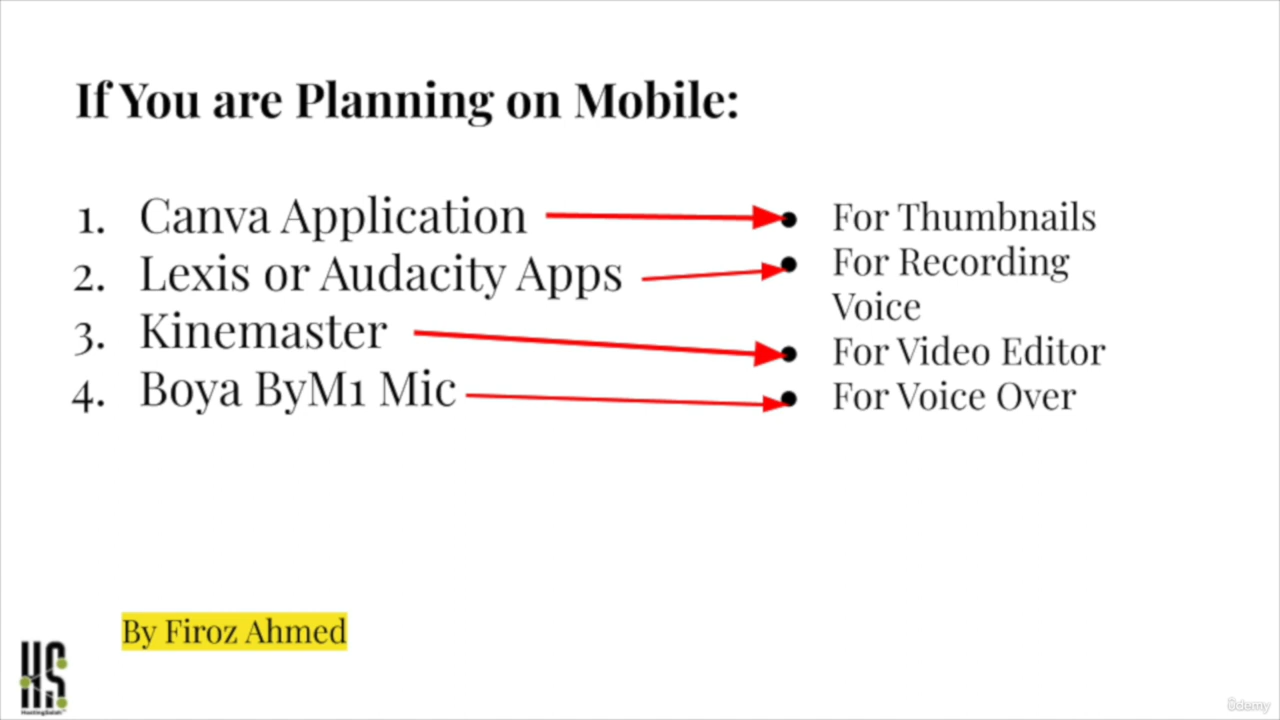 If You are Planning on Mobile:
1. Canva Application
2. Lexis or Audacity Apps
3. Kinemaster
4. Boya ByM1 Mic
For Thumbnails
For Recording
Voice
For Video Editor
For Voice Over
By Firoz Ahmed
HS
Udemy